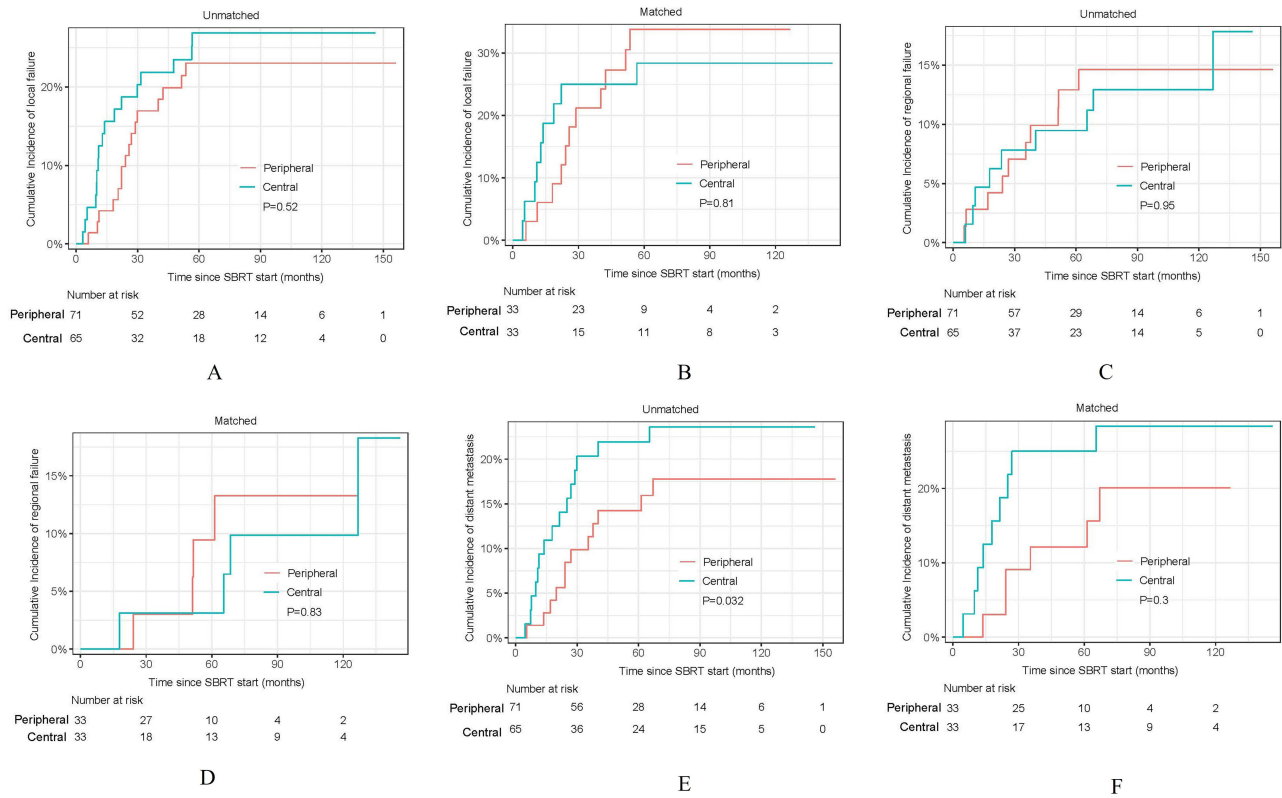 Unmatched
Cumulative Incidence of local failure
20%
10%
0%
Peripheral
Central
P=0.52
0 30 60 90 120 150
Time since SBRT start (months)
Number at risk
Peripheral 71 52 28 14 6 1
Central 65 32 18 12 4 0
A
Matched
Cumulative Incidence of local failure
30%
20%
10%
0%
Peripheral
Central
P=0.81
0 30 60 90 120 150
Time since SBRT start (months)
Number at risk
Peripheral 33 23 9 4 2
Central 33 15 11 8 3
B
Unmatched
Cumulative Incidence of regional failure
15%
10%
5%
0%
Peripheral
Central
P=0.95
0 30 60 90 120 150
Time since SBRT start (months)
Number at risk
Peripheral 71 57 29 14 6 1
Central 65 37 23 14 5 0
C
Matched
Cumulative Incidence of regional failure
15%
10%
5%
0%
Peripheral
Central
P=0.83
0 30 60 90 120
Time since SBRT start (months)
Number at risk
Peripheral 33 27 10 4 2
Central 33 18 13 9 4
D
Unmatched
Cumulative Incidence of distant metastasis
20%
15%
10%
5%
0%
Peripheral
Central
P=0.032
0 30 60 90 120 150
Time since SBRT start (months)
Number at risk
Peripheral 71 56 28 14 6 1
Central 65 36 24 15 5 0
E
Matched
Cumulative Incidence of distant metastasis
20%
10%
0%
Peripheral
Central
P=0.3
0 30 60 90 120
Time since SBRT start (months)
Number at risk
Peripheral 33 25 10 4 2
Central 33 17 13 9 4
F